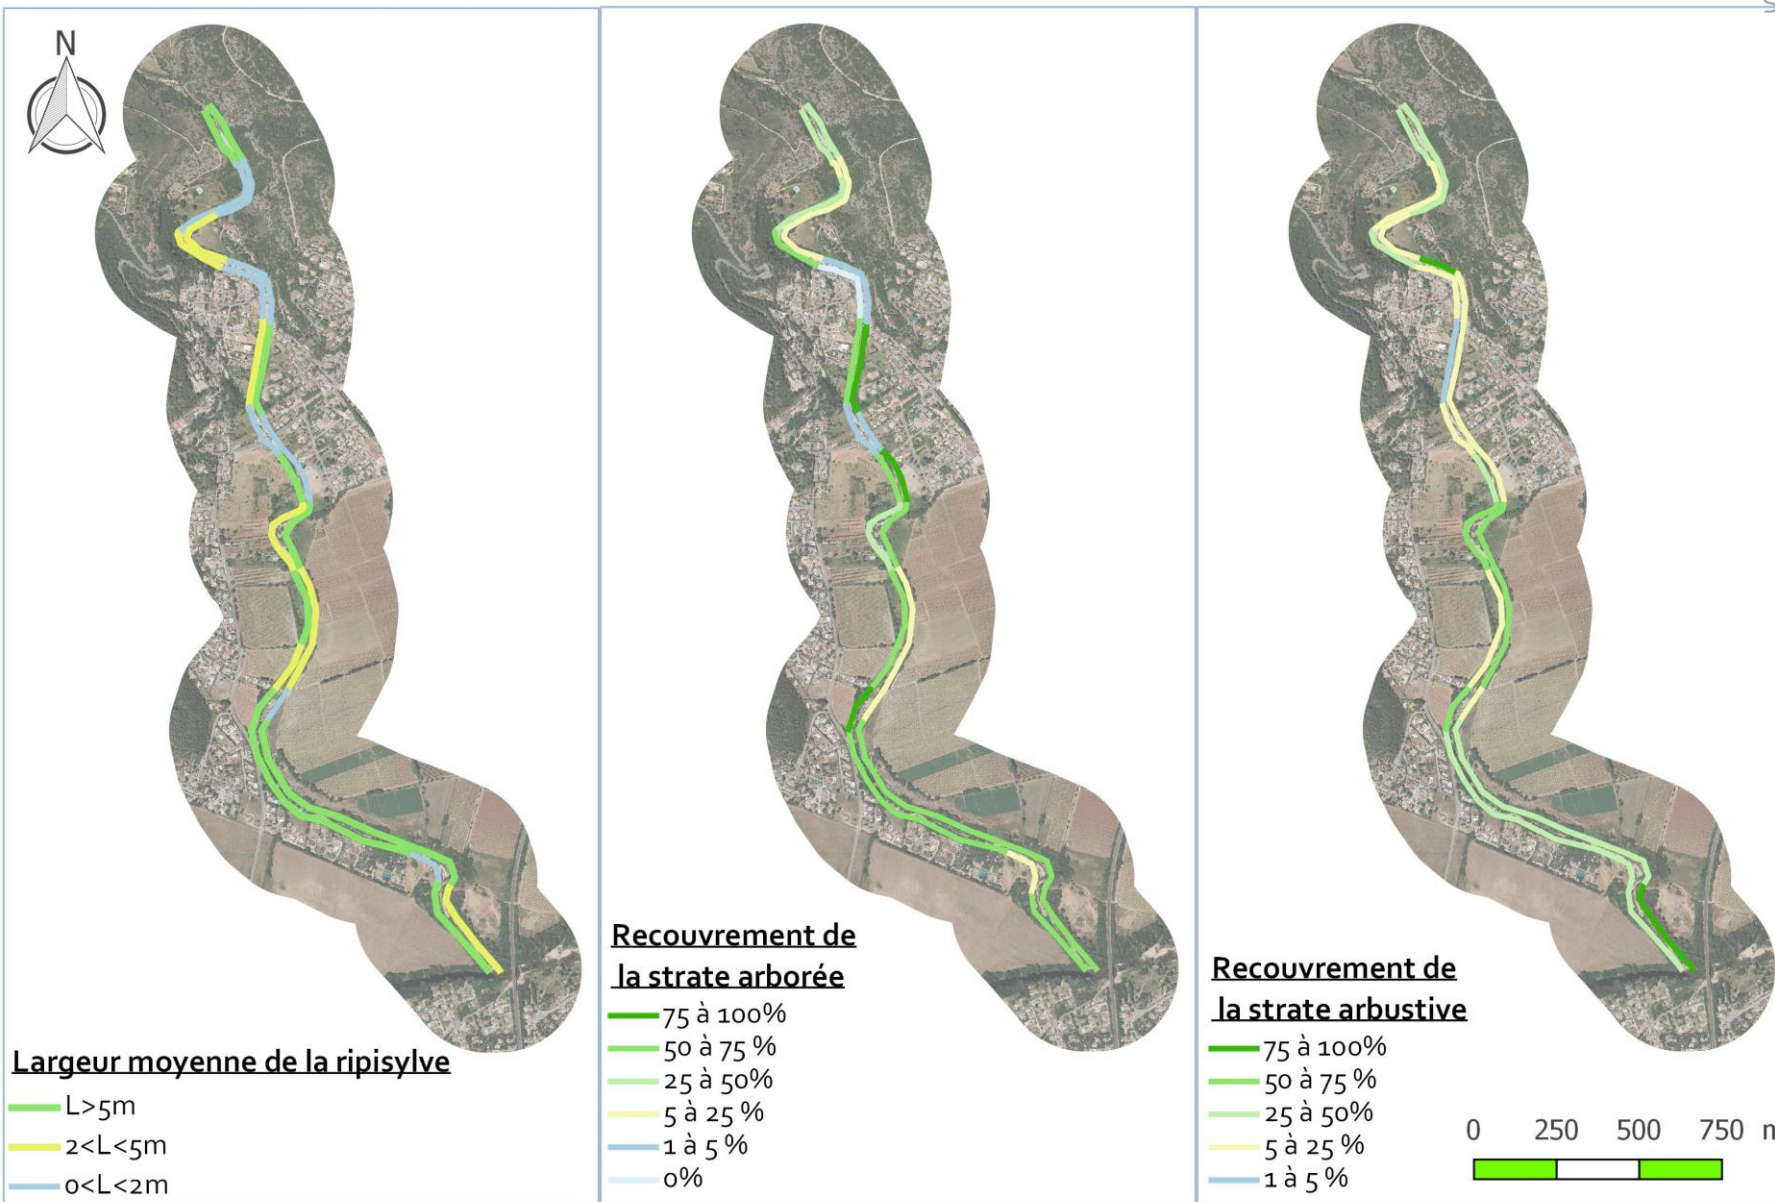 N
Largeur moyenne de la ripisylve
L>5m
2<L<5m
0<L<2m
Recouvrement de
la strate arborée
75 à 100%
50 à 75 %
25 à 50%
5 à 25 %
1 à 5 %
0%
Recouvrement de
la strate arbustive
75 à 100%
50 à 75 %
25 à 50%
5 à 25 %
1 à 5 %
0 250 500 750 m